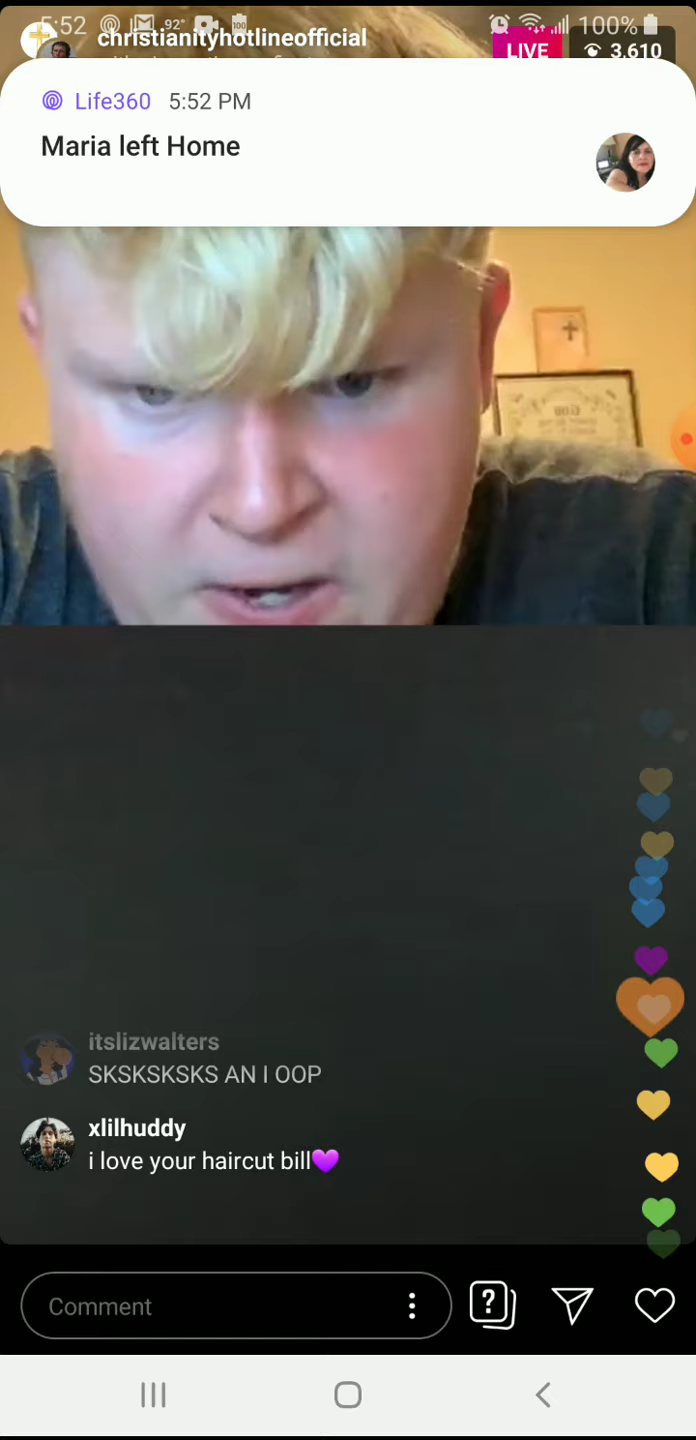 5:52 92° 100 100%
christianityhotlineofficial
LIVE 3,610
Life360 5:52 PM
Maria left Home
itslizwalters
SKSKSKSKS AN I OOP
xlilhuddy
i love your haircut bill💜
Comment
?